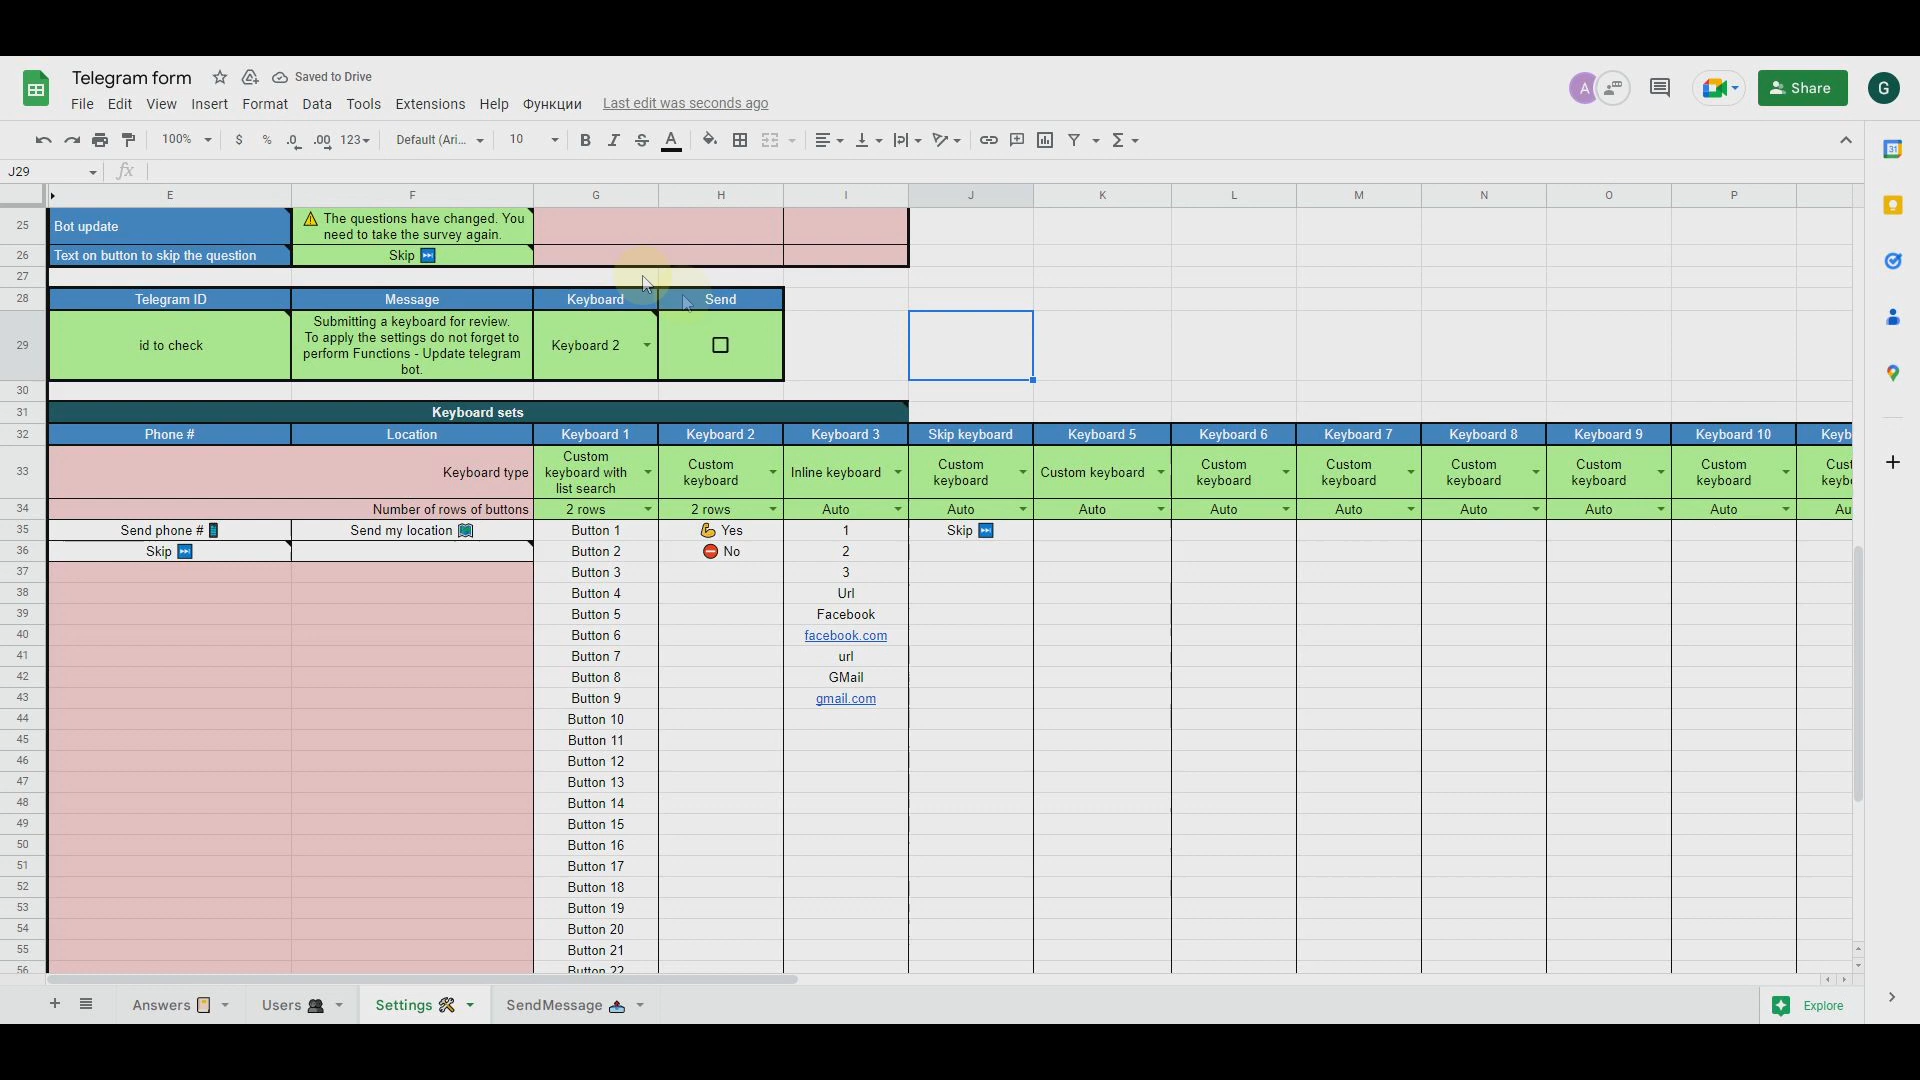 Telegram form
Saved to Drive
File Edit View Insert Format Data Tools Extensions Help Функции Last edit was seconds ago
A
Share
G
100% $ % .0 .00 123 Default (Ari... 10 B I S A
31
J29 fx
E F G H I J K L M N O P
25 Bot update ⚠️ The questions have changed. You
need to take the survey again.
26 Text on button to skip the question Skip ⏭️
27
28 Telegram ID Message Keyboard Send
29 id to check Submitting a keyboard for review.
To apply the settings do not forget to
perform Functions - Update telegram
bot.
Keyboard 2
30
31 Keyboard sets
32 Phone # Location Keyboard 1 Keyboard 2 Keyboard 3 Skip keyboard Keyboard 5 Keyboard 6 Keyboard 7 Keyboard 8 Keyboard 9 Keyboard 10 Keyb
33 Keyboard type Custom
keyboard with
list search
Custom
keyboard
Inline keyboard
Custom
keyboard
Custom keyboard
Custom
keyboard
Custom
keyboard
Custom
keyboard
Custom
keyboard
Custom
keyboard
Cust
keybo
34 Number of rows of buttons 2 rows 2 rows Auto Auto Auto Auto Auto Auto Auto Auto Au
35 Send phone #📱 Send my location 🗺️ Button 1 💪 Yes 1 Skip ⏭️
36 Skip ⏭️ Button 2 ⛔ No 2
37 Button 3 3
38 Button 4 Url
39 Button 5 Facebook
40 Button 6 facebook.com
41 Button 7 url
42 Button 8 GMail
43 Button 9 gmail.com
44 Button 10
45 Button 11
46 Button 12
47 Button 13
48 Button 14
49 Button 15
50 Button 16
51 Button 17
52 Button 18
53 Button 19
54 Button 20
55 Button 21
56 Button 22
Answers 📔 Users 👥 Settings 🛠️ SendMessage 📤 Explore